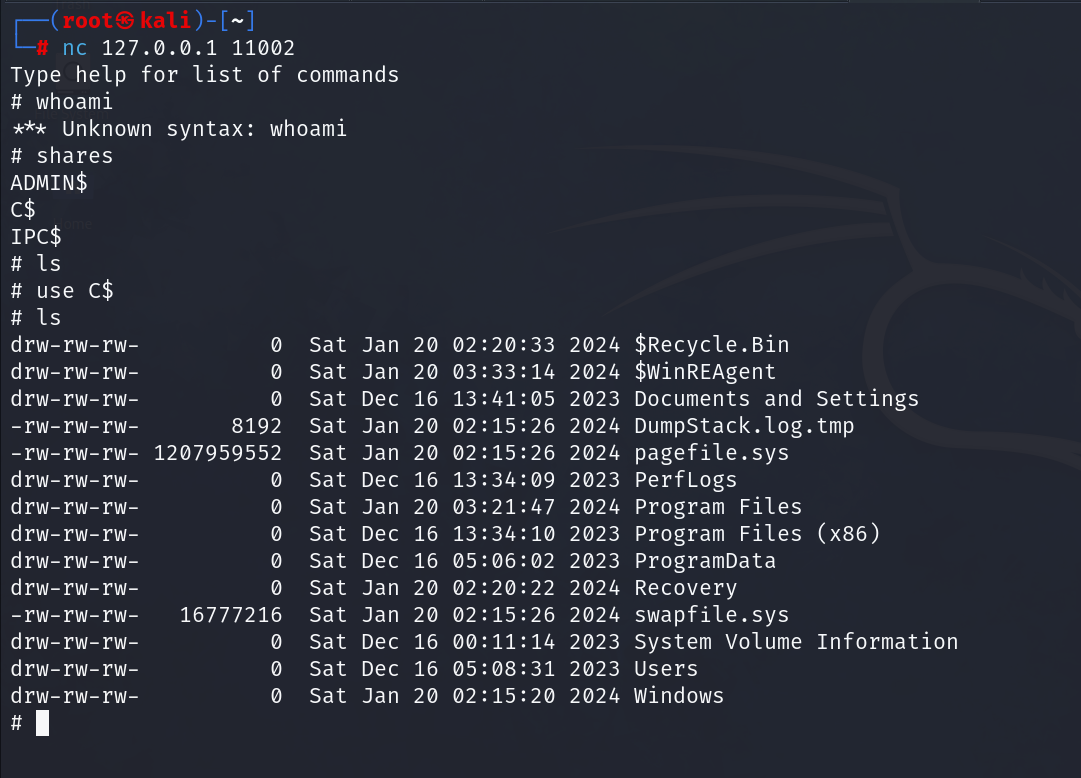 ┌──(root㉿kali)-[~]
└─# nc 127.0.0.1 11002
Type help for list of commands
# whoami
*** Unknown syntax: whoami
# shares
ADMIN$
C$
IPC$
# ls
# use C$
# ls
drw-rw-rw-          0  Sat Jan 20 02:20:33 2024 $Recycle.Bin
drw-rw-rw-          0  Sat Jan 20 03:33:14 2024 $WinREAgent
drw-rw-rw-          0  Sat Dec 16 13:41:05 2023 Documents and Settings
-rw-rw-rw-       8192  Sat Jan 20 02:15:26 2024 DumpStack.log.tmp
-rw-rw-rw- 1207959552  Sat Jan 20 02:15:26 2024 pagefile.sys
drw-rw-rw-          0  Sat Dec 16 13:34:09 2023 PerfLogs
drw-rw-rw-          0  Sat Jan 20 03:21:47 2024 Program Files
drw-rw-rw-          0  Sat Dec 16 13:34:10 2023 Program Files (x86)
drw-rw-rw-          0  Sat Dec 16 05:06:02 2023 ProgramData
drw-rw-rw-          0  Sat Jan 20 02:20:22 2024 Recovery
-rw-rw-rw-   16777216  Sat Jan 20 02:15:26 2024 swapfile.sys
drw-rw-rw-          0  Sat Dec 16 00:11:14 2023 System Volume Information
drw-rw-rw-          0  Sat Dec 16 05:08:31 2023 Users
drw-rw-rw-          0  Sat Jan 20 02:15:20 2024 Windows
#